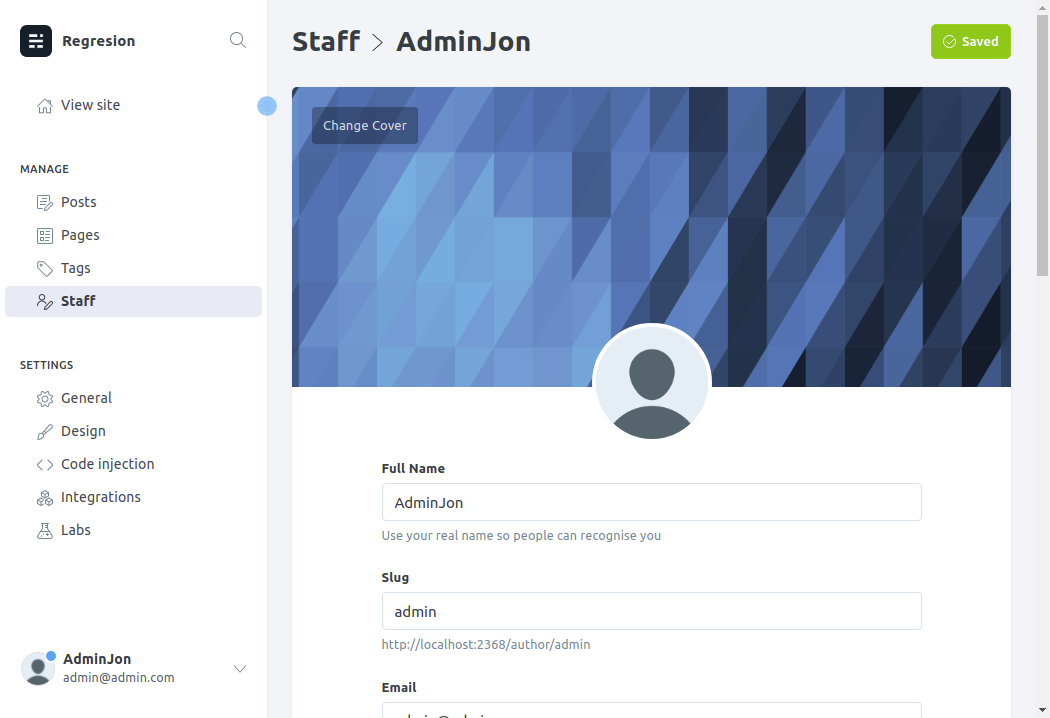 Regresion
View site
MANAGE
Posts
Pages
Tags
Staff
SETTINGS
General
Design
Code injection
Integrations
Labs
AdminJon
admin@admin.com
Staff > AdminJon
Saved
Change Cover
Full Name
AdminJon
Use your real name so people can recognise you
Slug
admin
http://localhost:2368/author/admin
Email